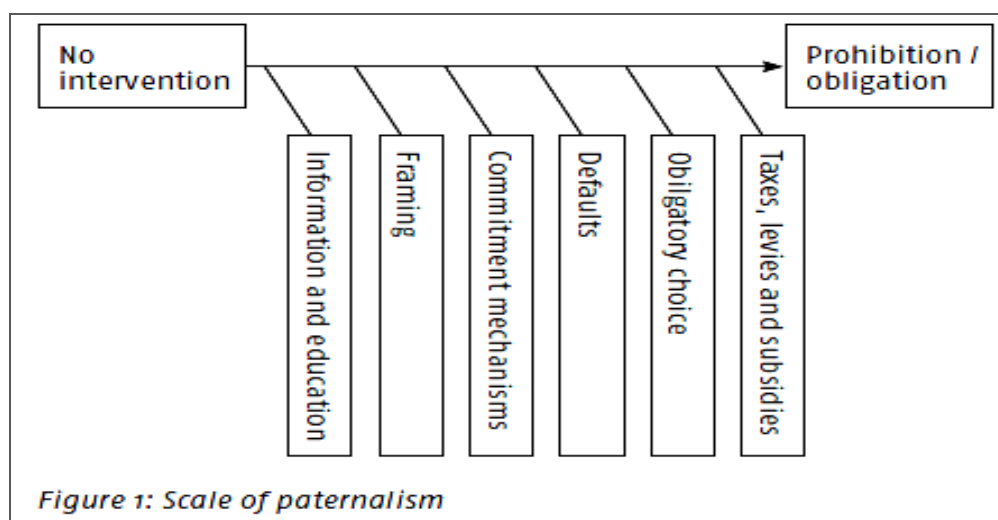 No
intervention
Prohibition /
obligation
Information and education
Framing
Commitment mechanisms
Defaults
Obilgatory choice
Taxes, levies and subsidies
Figure 1: Scale of paternalism